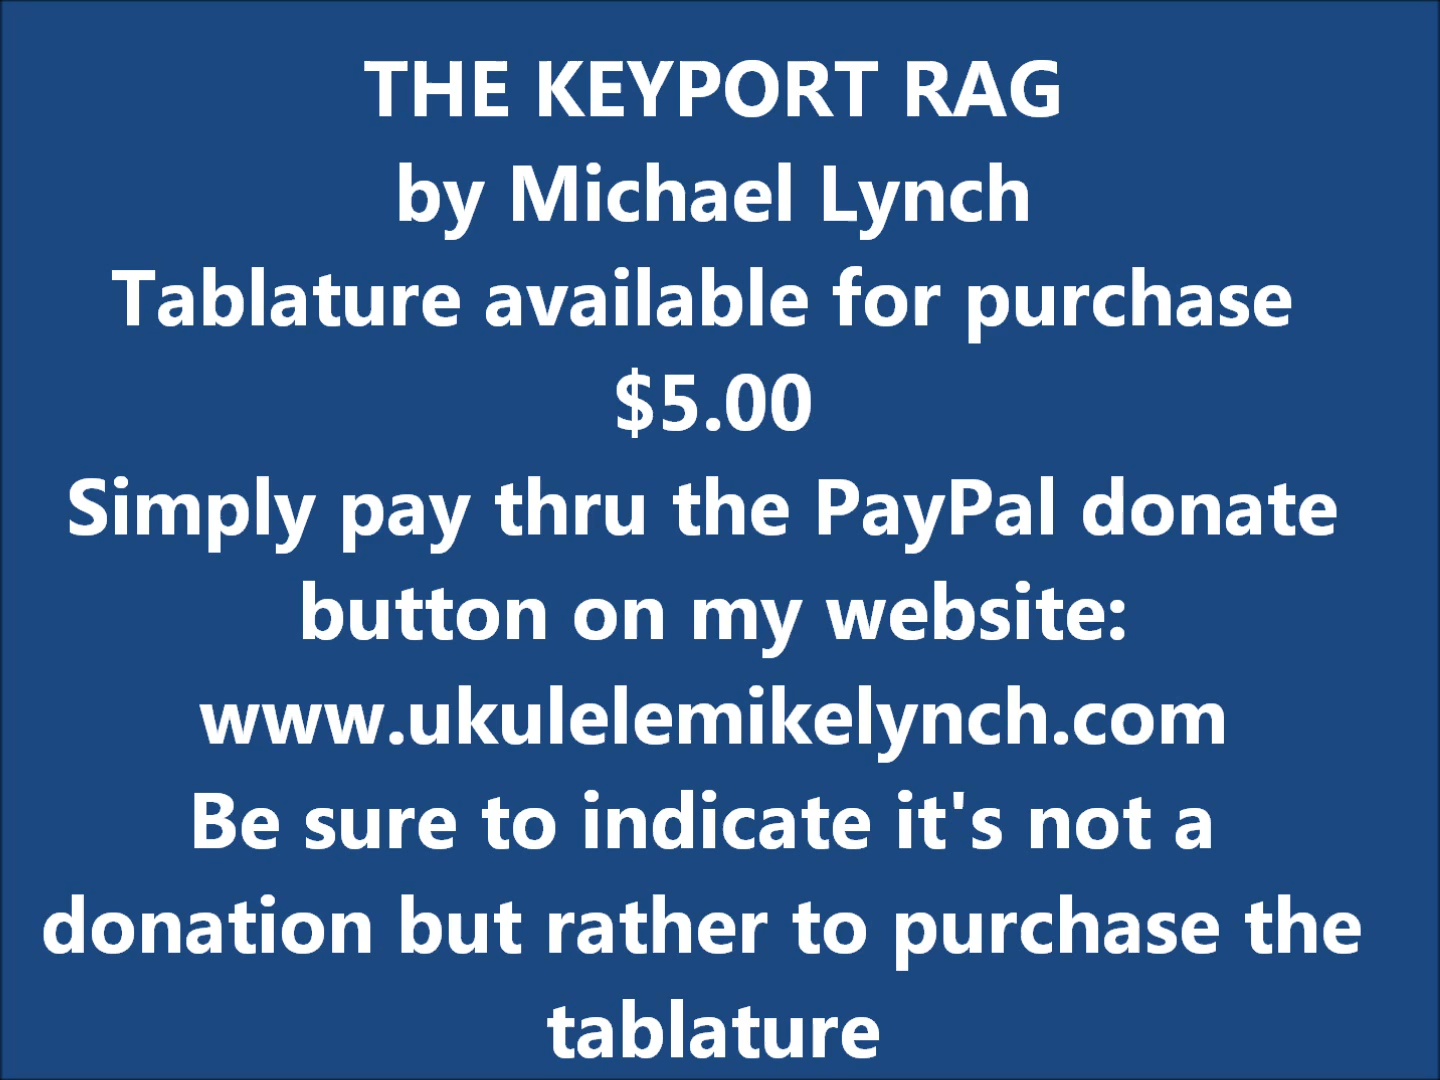 THE KEYPORT RAG
by Michael Lynch
Tablature available for purchase
$5.00
Simply pay thru the PayPal donate
button on my website:
www.ukulelemikelynch.com
Be sure to indicate it's not a
donation but rather to purchase the
tablature